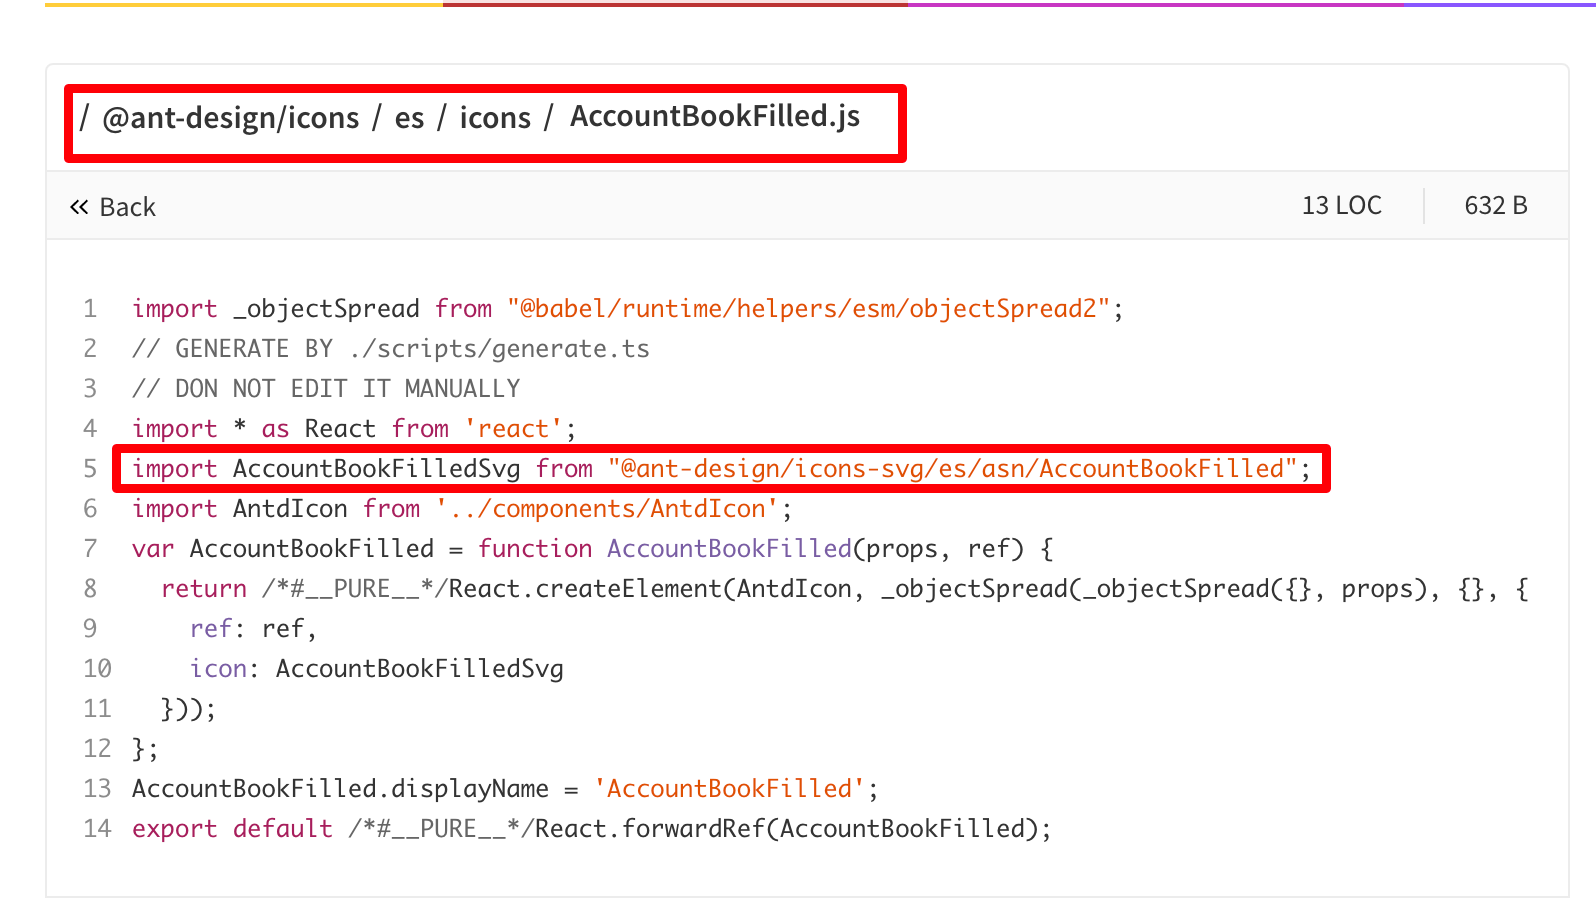 / @ant-design/icons / es / icons / AccountBookFilled.js
« Back 13 LOC 632 B
1 import _objectSpread from "@babel/runtime/helpers/esm/objectSpread2";
2 // GENERATE BY ./scripts/generate.ts
3 // DON NOT EDIT IT MANUALLY
4 import * as React from 'react';
5 import AccountBookFilledSvg from "@ant-design/icons-svg/es/asn/AccountBookFilled";
6 import AntdIcon from '../components/AntdIcon';
7 var AccountBookFilled = function AccountBookFilled(props, ref) {
8   return /*#__PURE__*/React.createElement(AntdIcon, _objectSpread(_objectSpread({}, props), {}, {
9     ref: ref,
10     icon: AccountBookFilledSvg
11   }));
12 };
13 AccountBookFilled.displayName = 'AccountBookFilled';
14 export default /*#__PURE__*/React.forwardRef(AccountBookFilled);